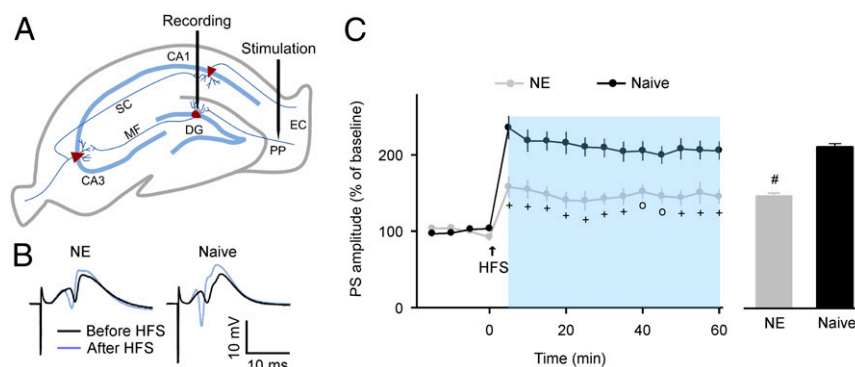 A
Recording
Stimulation
CA1
SC
MF
DG
EC
PP
CA3
B
NE
Naive
Before HFS
After HFS
10 mV
10 ms
C
NE
Naive
PS amplitude (% of baseline)
200
100
0
# 
+ + + + + + + o o + + +
↑
HFS
0
20
40
60
Time (min)
NE
Naive